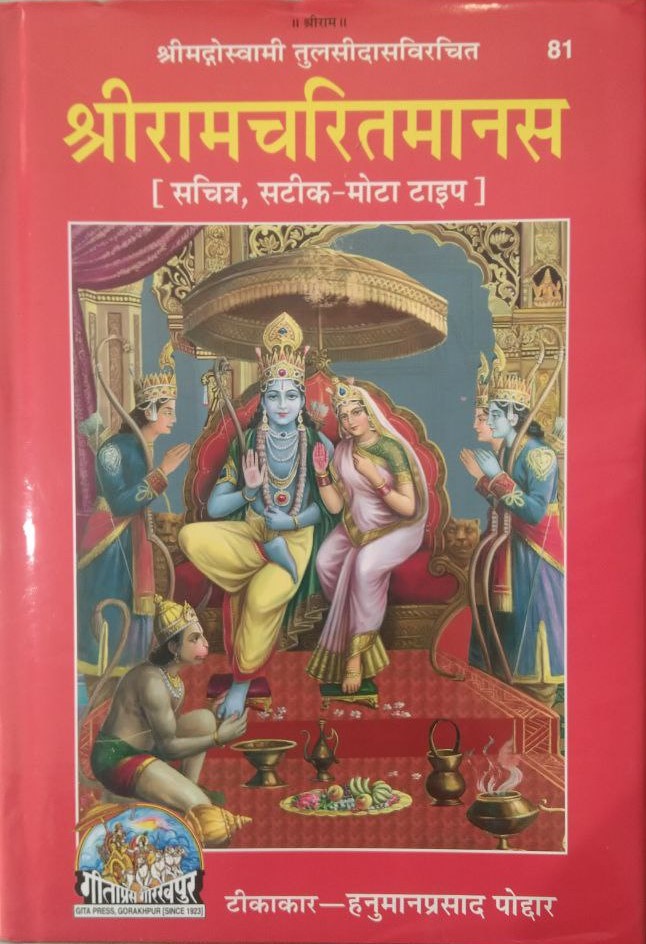 ॥ श्रीराम ॥
श्रीमद्गोस्वामी तुलसीदासविरचित 81
श्रीरामचरितमानस
[ सचित्र, सटीक-मोटा टाइप ]
गीताप्रेस गोरखपुर
GITA PRESS, GORAKHPUR [SINCE 1923]
टीकाकार—हनुमानप्रसाद पोद्दार